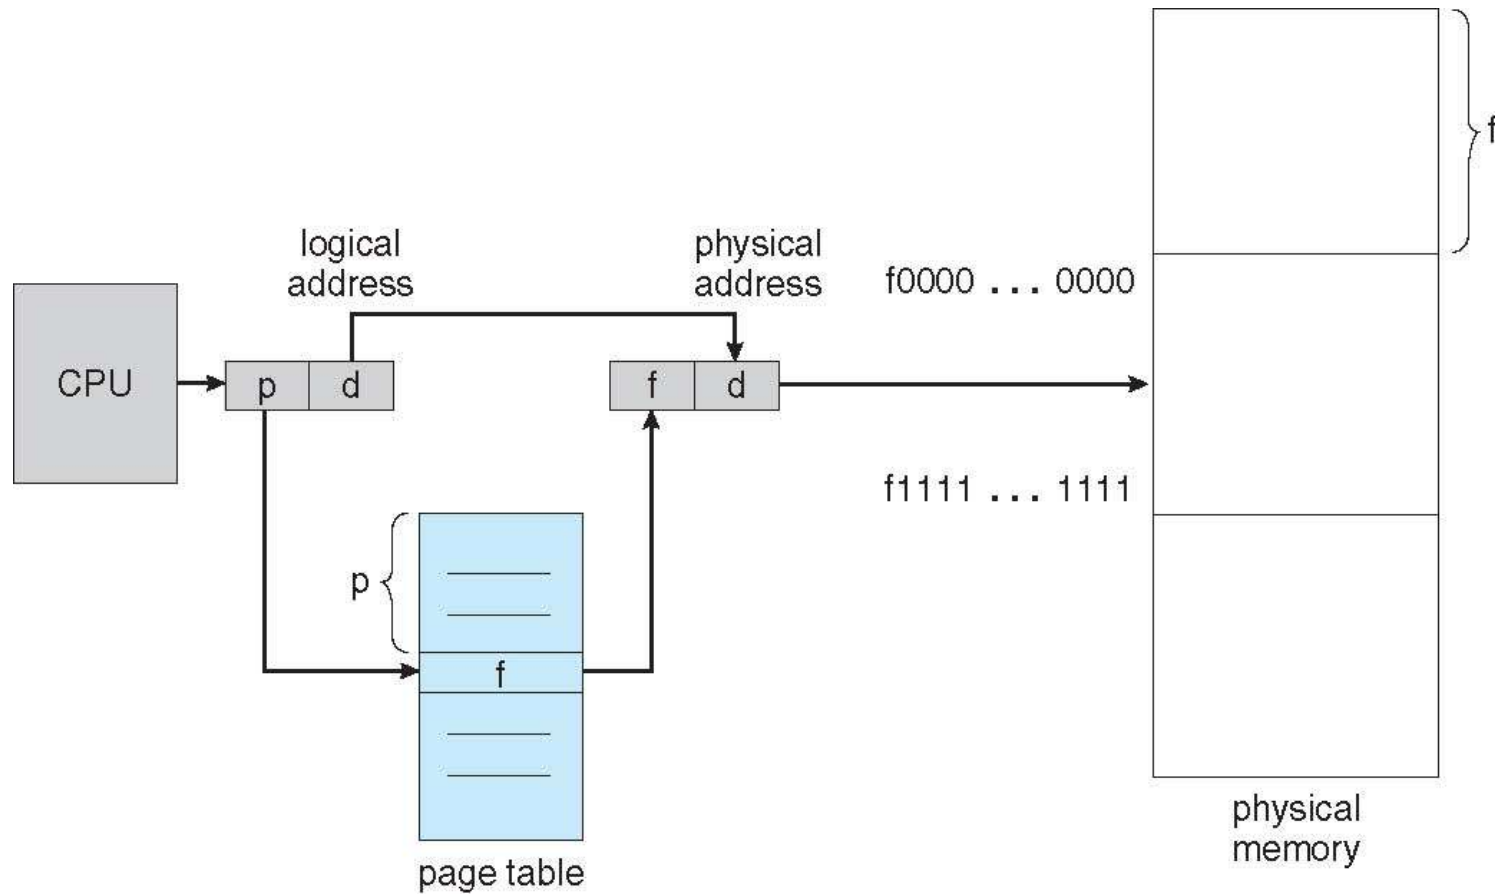 f
logical
address
physical
address
f0000 ... 0000
CPU
p
d
f
d
f1111 ... 1111
p
f
page table
physical
memory